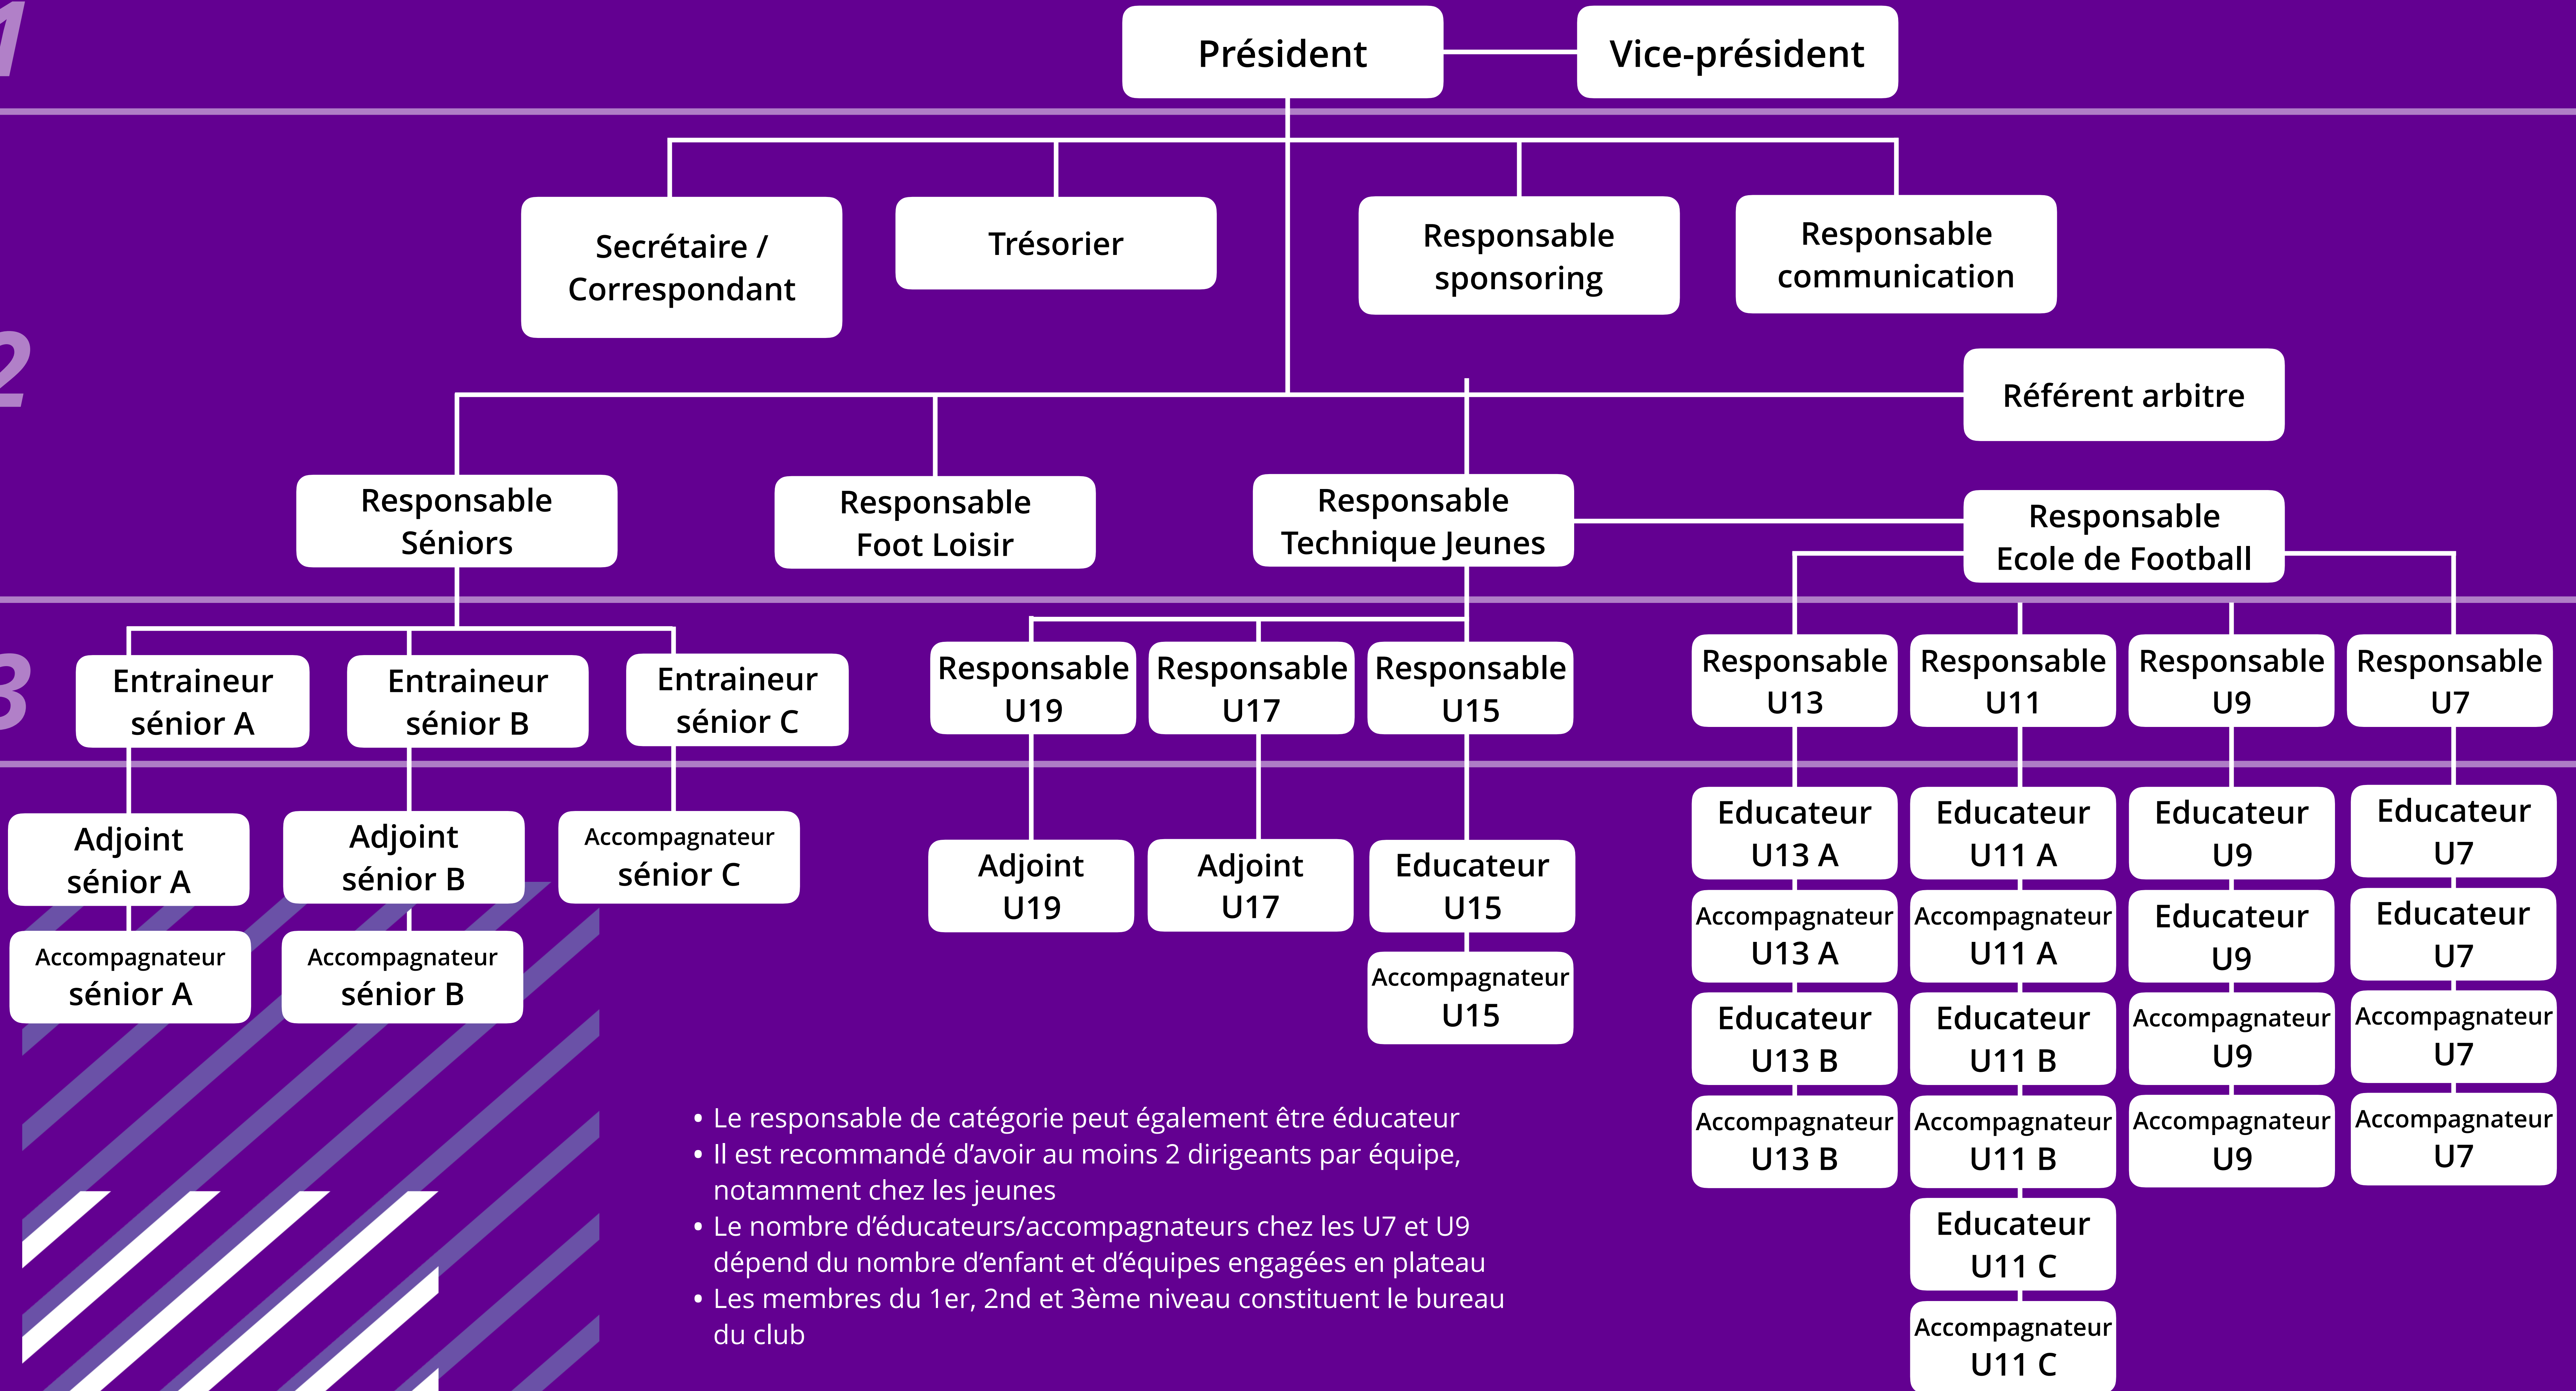 1
Président
Vice-président
Secrétaire /
Correspondant
Trésorier
Responsable
sponsoring
Responsable
communication
2
Référent arbitre
Responsable
Séniors
Responsable
Foot Loisir
Responsable
Technique Jeunes
Responsable
Ecole de Football
3
Entraineur
sénior A
Entraineur
sénior B
Entraineur
sénior C
Responsable
U19
Responsable
U17
Responsable
U15
Responsable
U13
Responsable
U11
Responsable
U9
Responsable
U7
Adjoint
sénior A
Adjoint
sénior B
Accompagnateur
sénior C
Accompagnateur
sénior A
Accompagnateur
sénior B
Adjoint
U19
Adjoint
U17
Educateur
U15
Accompagnateur
U15
Educateur
U13 A
Accompagnateur
U13 A
Educateur
U13 B
Accompagnateur
U13 B
Educateur
U11 A
Accompagnateur
U11 A
Educateur
U11 B
Accompagnateur
U11 B
Educateur
U11 C
Accompagnateur
U11 C
Educateur
U9
Educateur
U9
Accompagnateur
U9
Accompagnateur
U9
Educateur
U7
Educateur
U7
Accompagnateur
U7
Accompagnateur
U7
• Le responsable de catégorie peut également être éducateur
• Il est recommandé d’avoir au moins 2 dirigeants par équipe,
notamment chez les jeunes
• Le nombre d’éducateurs/accompagnateurs chez les U7 et U9
dépend du nombre d’enfant et d’équipes engagées en plateau
• Les membres du 1er, 2nd et 3ème niveau constituent le bureau
du club